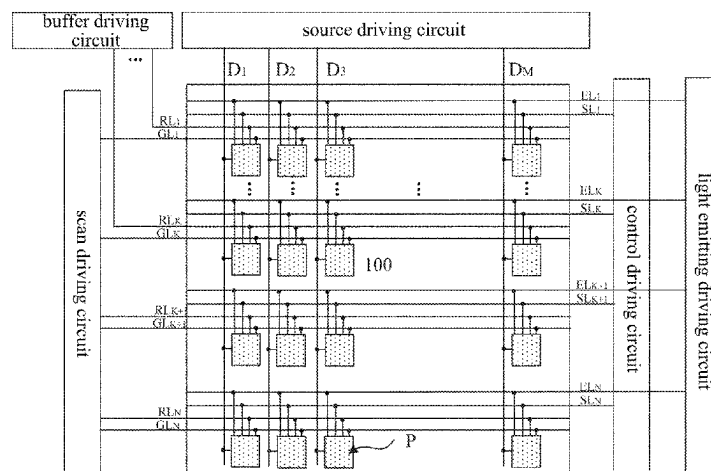 buffer driving
circuit
source driving circuit
D1 D2 D3 DM
EL1
SL1
RL1
GL1
ELK
SLK
RLK
GLK
100
ELK+1
SLK+1
RLK+1
GLK+1
ELN
SLN
RLN
GLN
P
scan driving circuit
control driving circuit
light emitting driving circuit